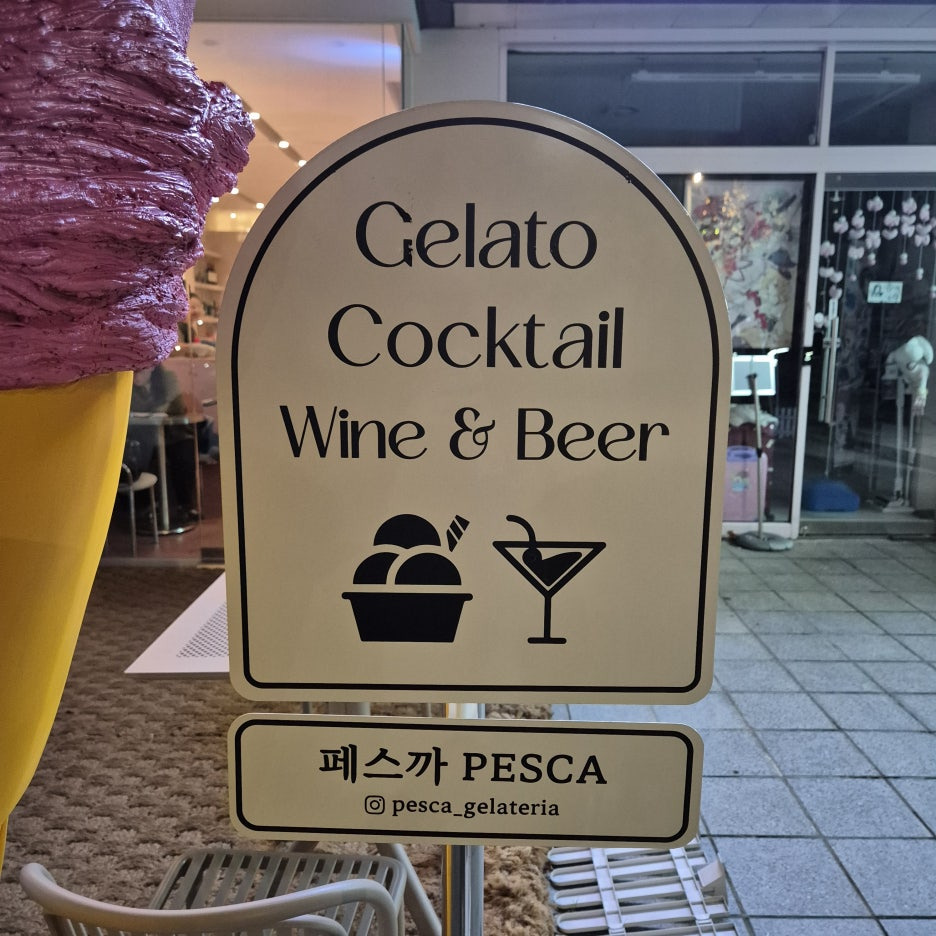 Gelato
Cocktail
Wine & Beer
페스까 PESCA
pesca_gelateria